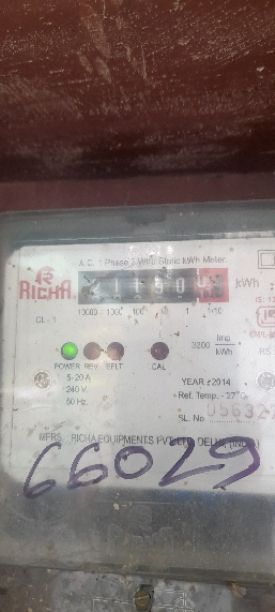 A.C. 1 Phase 2 Wire Static kWh Meter
RICHA
kWh
10000 1000 100 10 1 1/10
CL - 1
3200 Imp
kWh
POWER REV EFLT CAL
5-20 A
240 V
50 Hz
YEAR : 2014
Ref. Temp. - 27°C
SL. No. 05632
MFRS. : RICHA EQUIPMENTS PVT. LTD. DELHI (INDIA)
66029